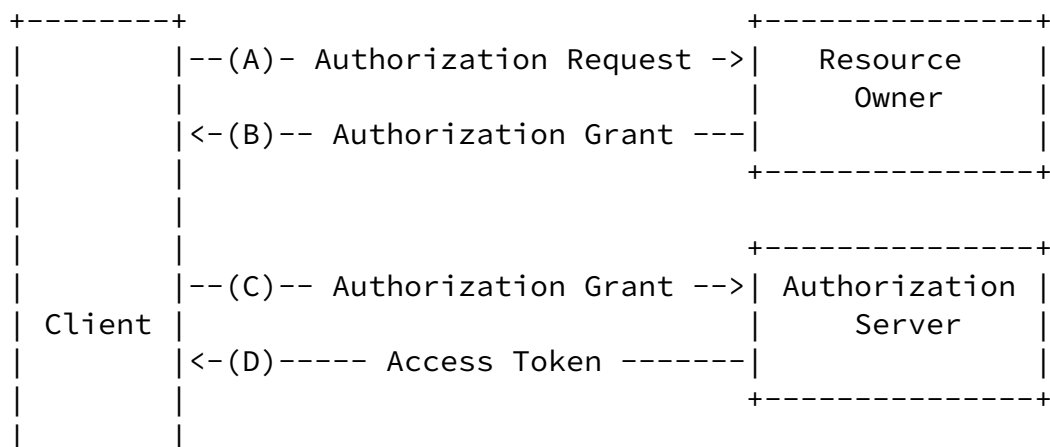 +--------+                               +---------------+
|        |--(A)- Authorization Request ->|   Resource    |
|        |                               |     Owner     |
|        |<-(B)-- Authorization Grant ---|               |
|        |                               +---------------+
|        |
|        |                               +---------------+
|        |--(C)-- Authorization Grant -->| Authorization |
| Client |                               |     Server    |
|        |<-(D)----- Access Token -------|               |
|        |                               +---------------+
|        |